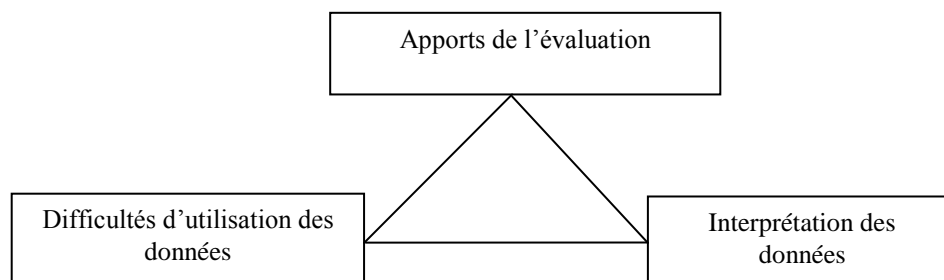 Apports de l’évaluation
Difficultés d’utilisation des
données
Interprétation des
données